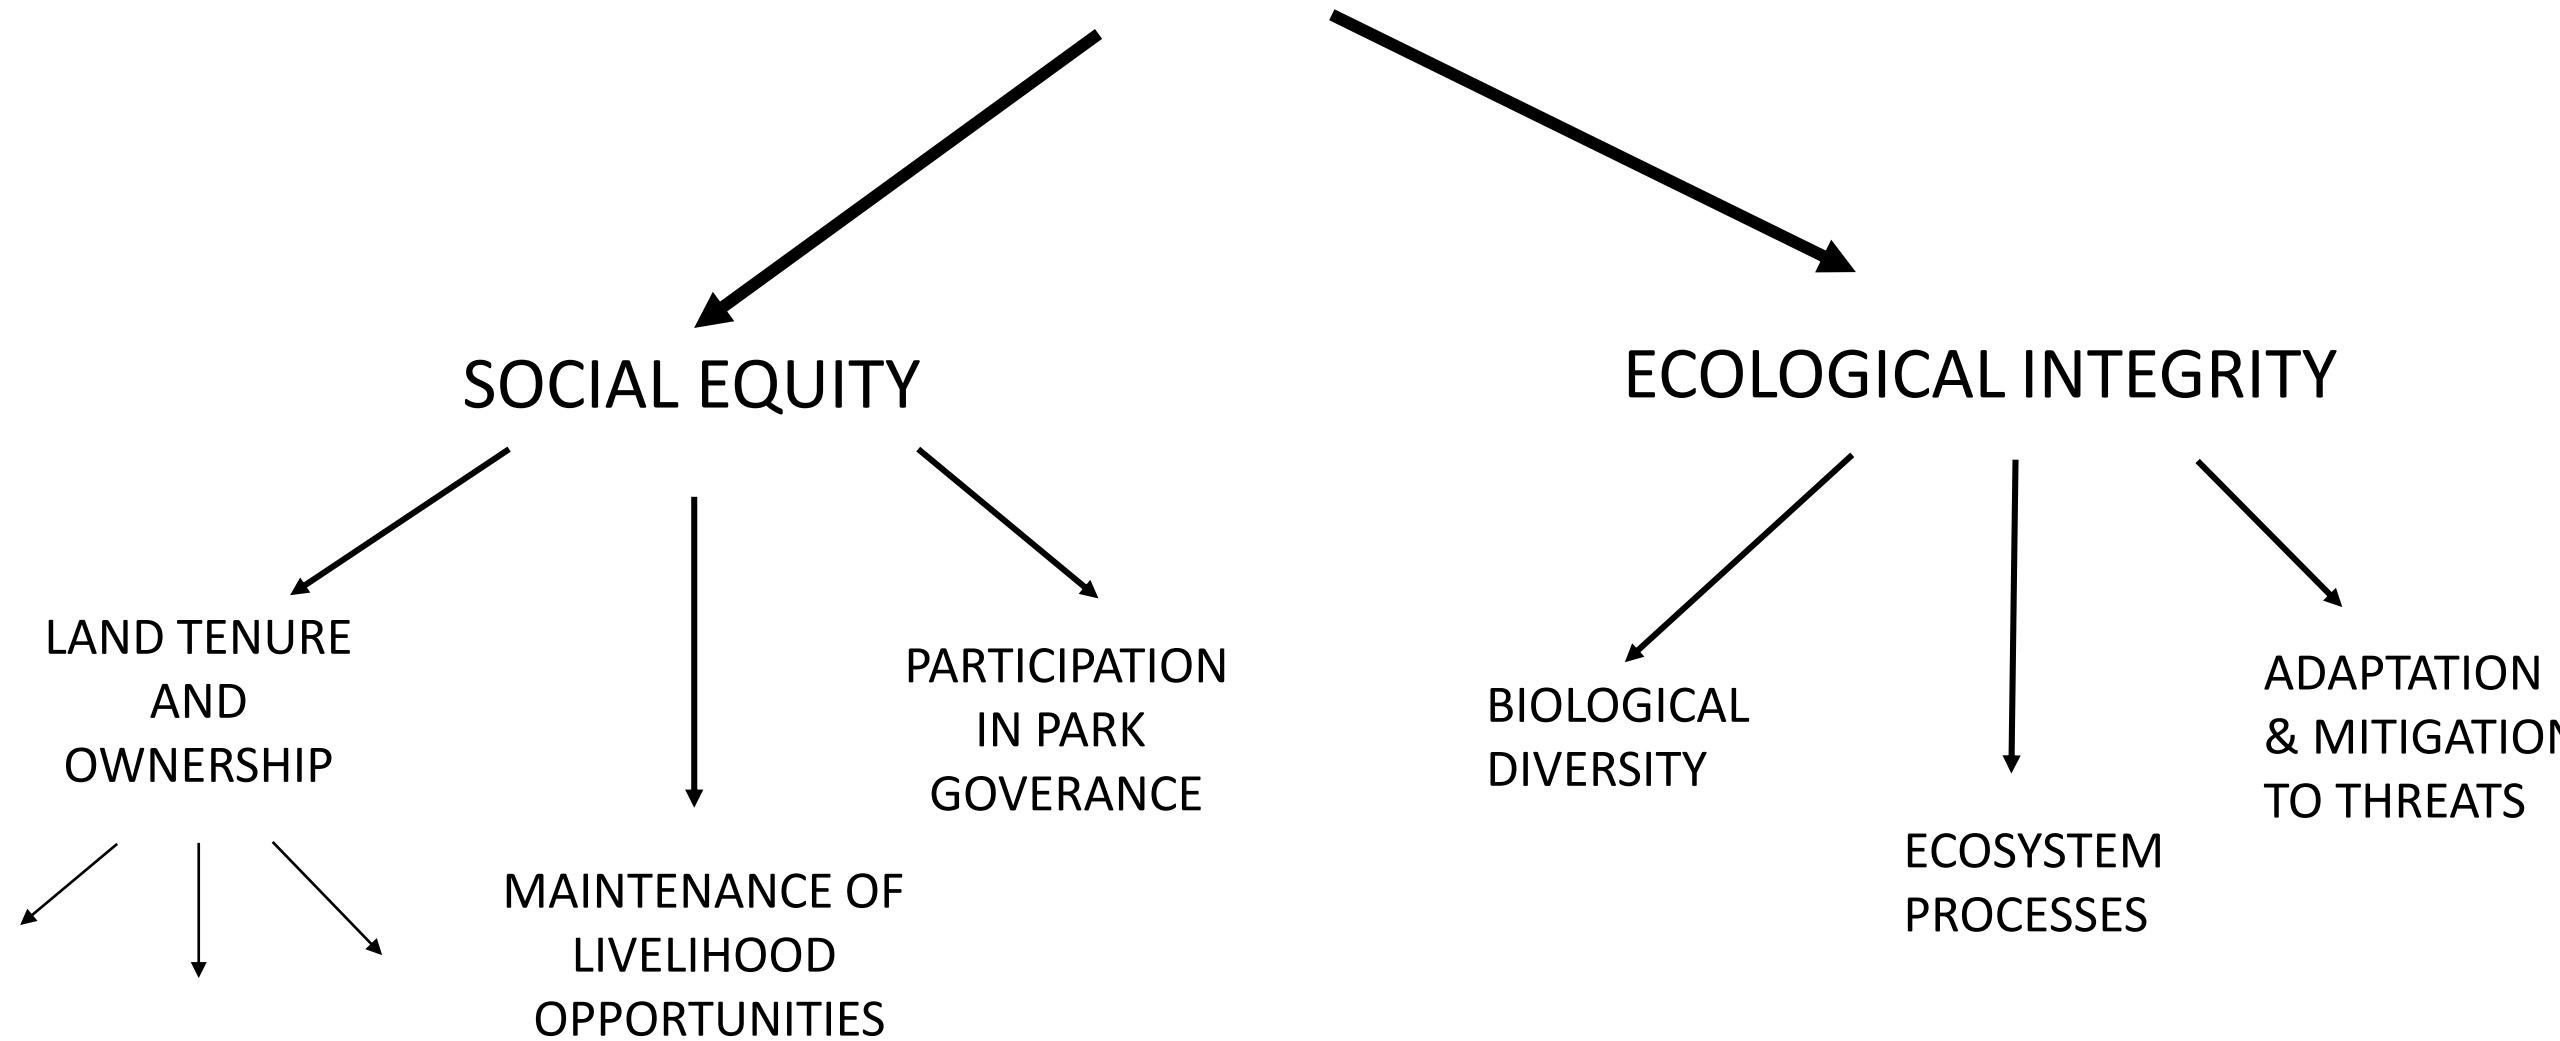 SOCIAL EQUITY
ECOLOGICAL INTEGRITY
LAND TENURE
AND
OWNERSHIP
MAINTENANCE OF
LIVELIHOOD
OPPORTUNITIES
PARTICIPATION
IN PARK
GOVERANCE
BIOLOGICAL
DIVERSITY
ECOSYSTEM
PROCESSES
ADAPTATION
& MITIGATION
TO THREATS